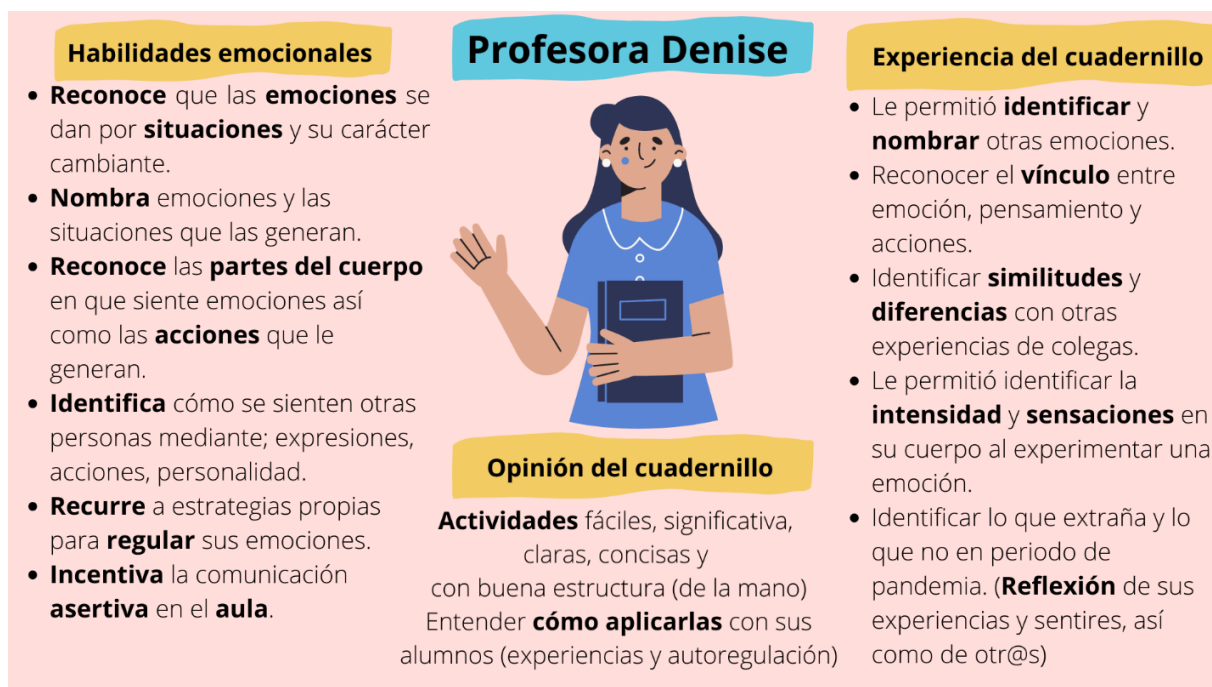 Habilidades emocionales
• Reconoce que las emociones se
dan por situaciones y su carácter
cambiante.
• Nombra emociones y las
situaciones que las generan.
• Reconoce las partes del cuerpo
en que siente emociones así
como las acciones que le
generan.
• Identifica cómo se sienten otras
personas mediante; expresiones,
acciones, personalidad.
• Recurre a estrategias propias
para regular sus emociones.
• Incentiva la comunicación
asertiva en el aula.
Profesora Denise
Opinión del cuadernillo
Actividades fáciles, significativa,
claras, concisas y
con buena estructura (de la mano)
Entender cómo aplicarlas con sus
alumnos (experiencias y autoregulación)
Experiencia del cuadernillo
• Le permitió identificar y
nombrar otras emociones.
• Reconocer el vínculo entre
emoción, pensamiento y
acciones.
• Identificar similitudes y
diferencias con otras
experiencias de colegas.
• Le permitió identificar la
intensidad y sensaciones en
su cuerpo al experimentar una
emoción.
• Identificar lo que extraña y lo
que no en periodo de
pandemia. (Reflexión de sus
experiencias y sentires, así
como de otr@s)